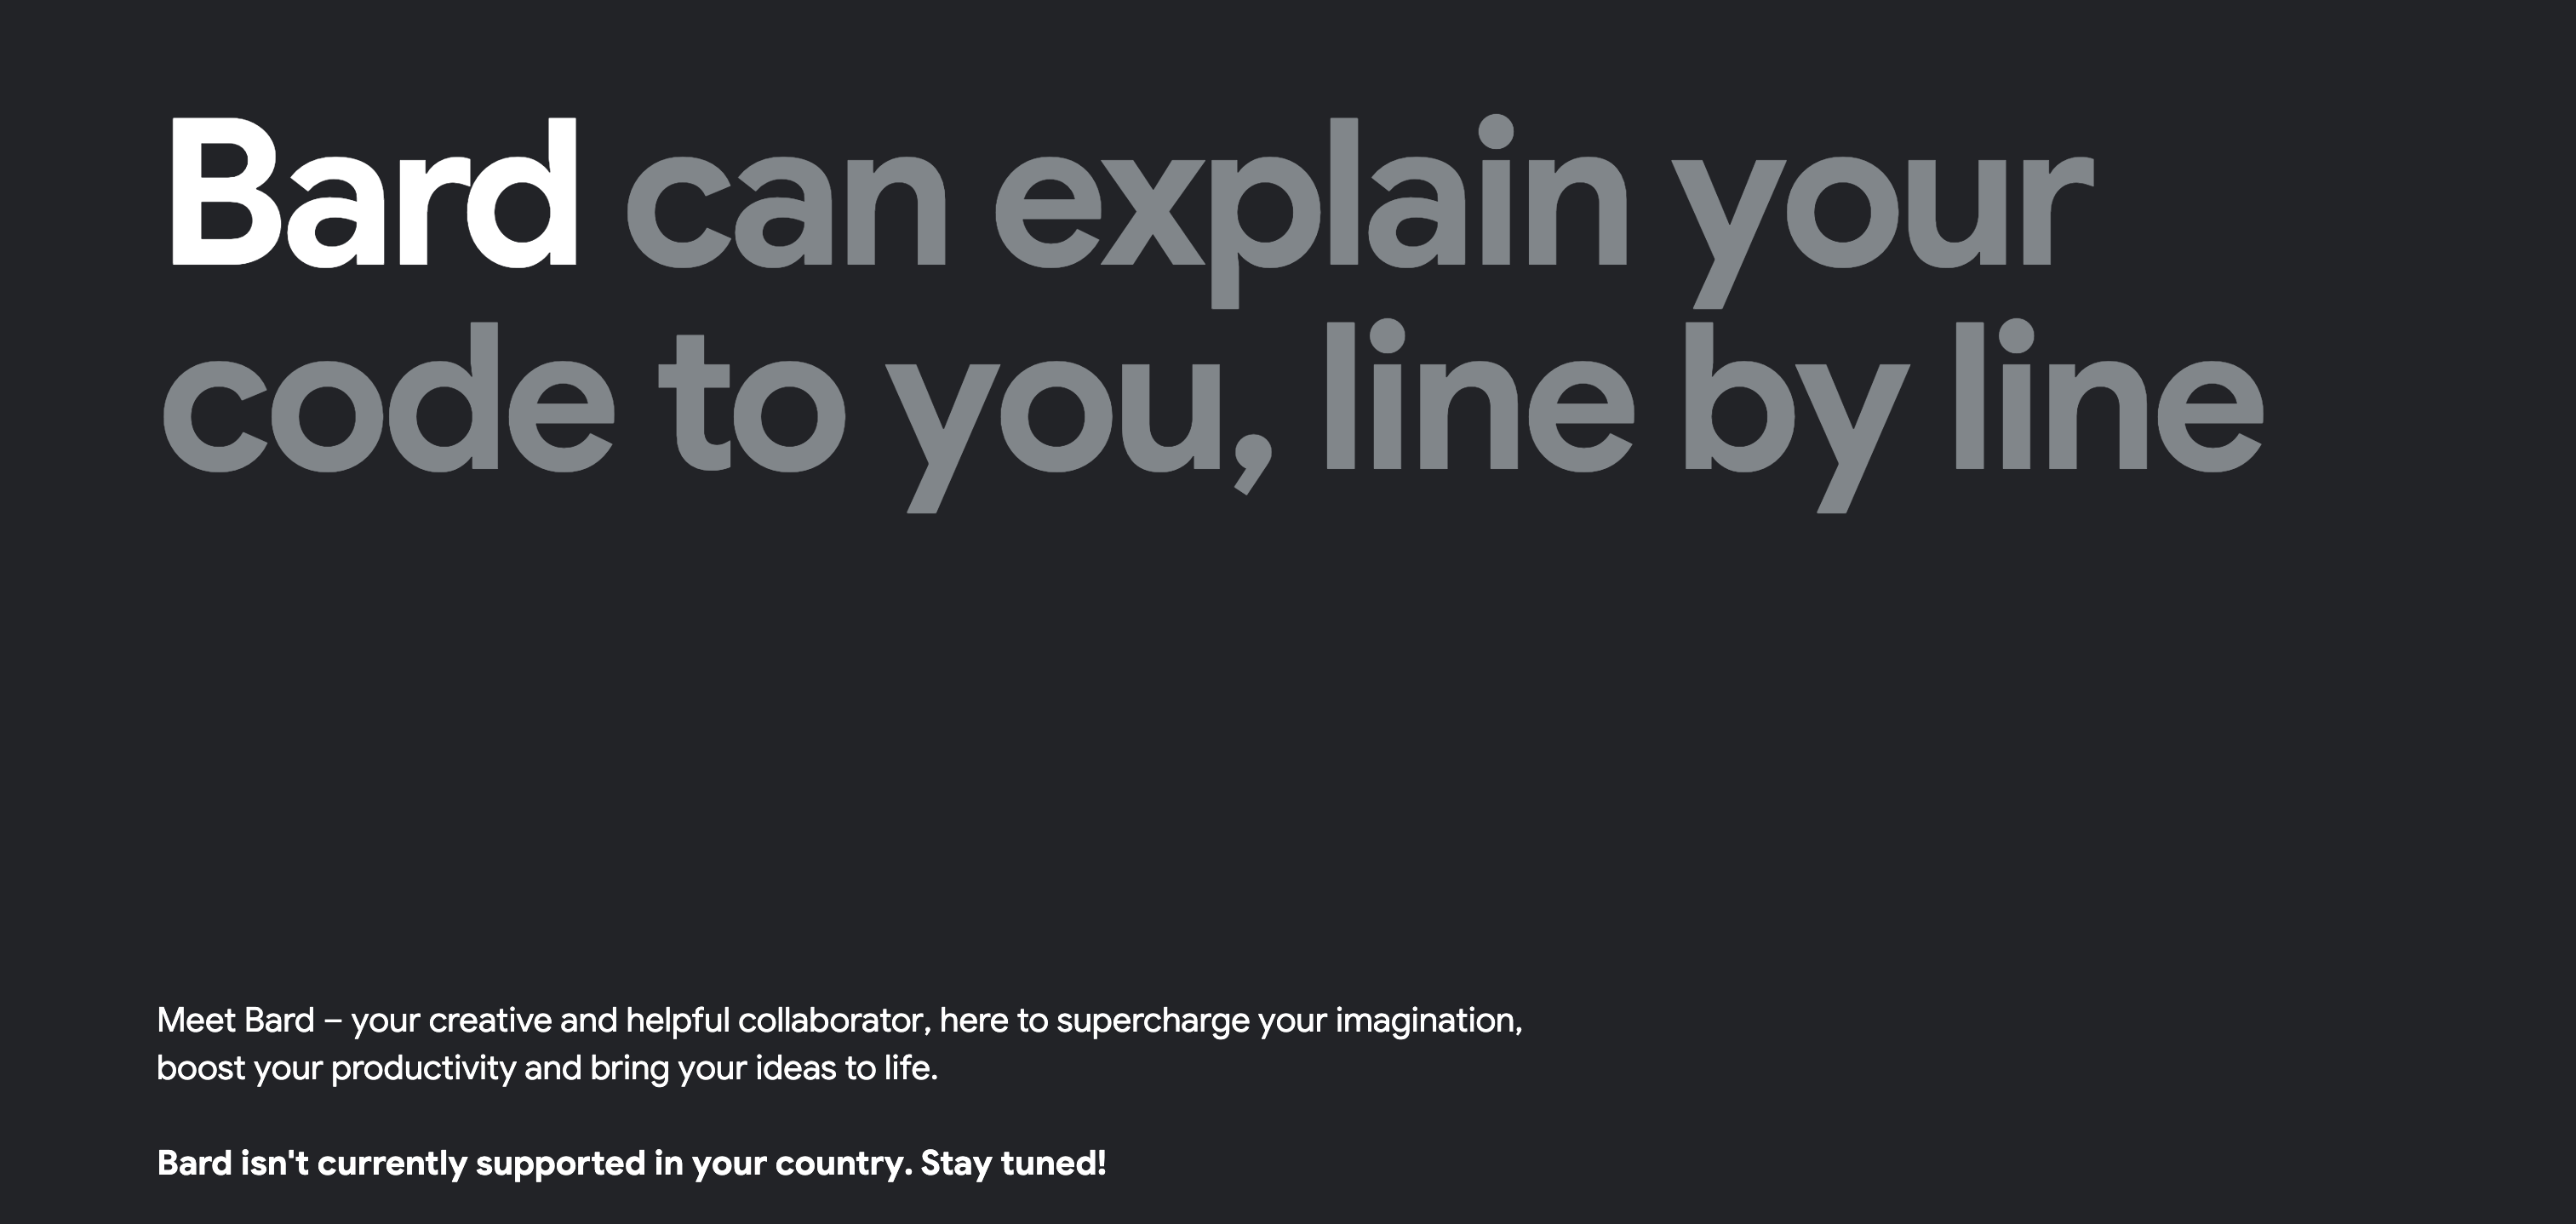 Bard can explain your
code to you, line by line
Meet Bard – your creative and helpful collaborator, here to supercharge your imagination,
boost your productivity and bring your ideas to life.
Bard isn't currently supported in your country. Stay tuned!